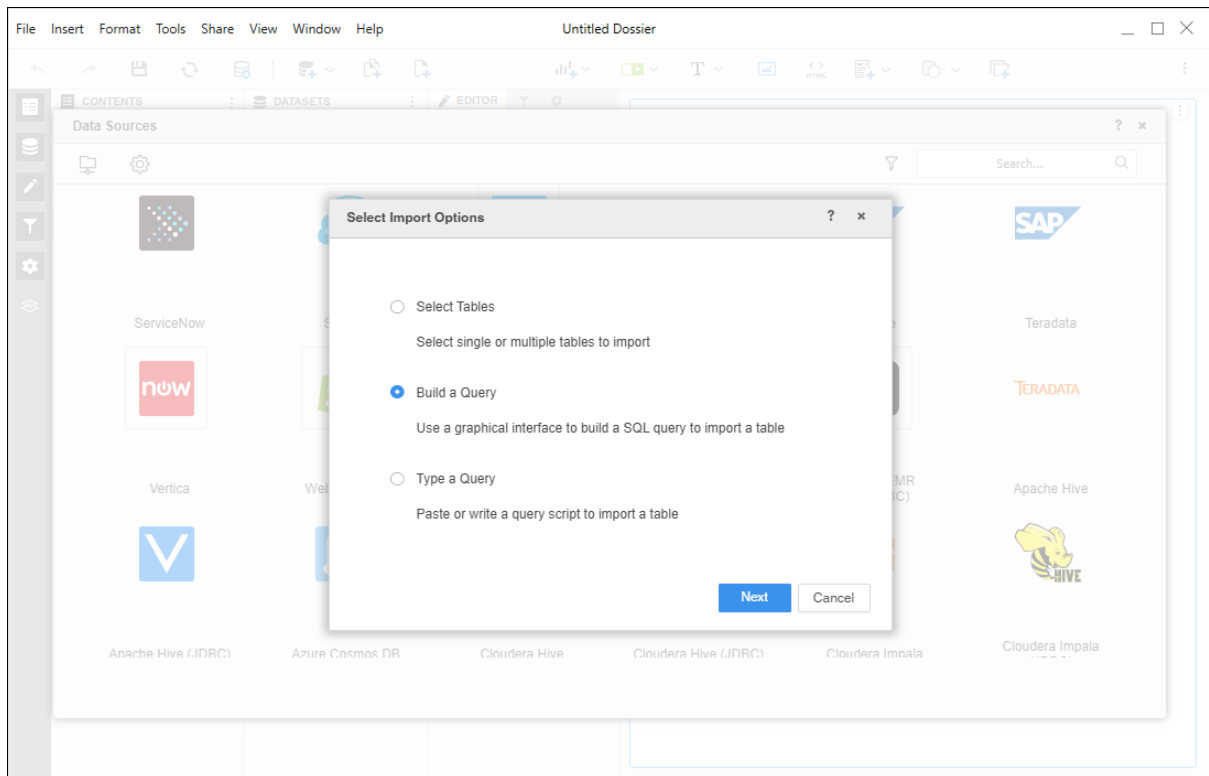 File Insert Format Tools Share View Window Help Untitled Dossier
HTML
CONTENTS DATASETS EDITOR
Data Sources ?
Search...
Select Import Options ?
SAP
Select Tables
ServiceNow Teradata
Select single or multiple tables to import
now Build a Query TERADATA
Use a graphical interface to build a SQL query to import a table
Type a Query
Vertica Apache Hive
Paste or write a query script to import a table
HIVE
Next Cancel
Apache Hive (JDBC) Azure Cosmos DB Cloudera Hive Cloudera Hive (JDBC) Cloudera Impala Cloudera Impala